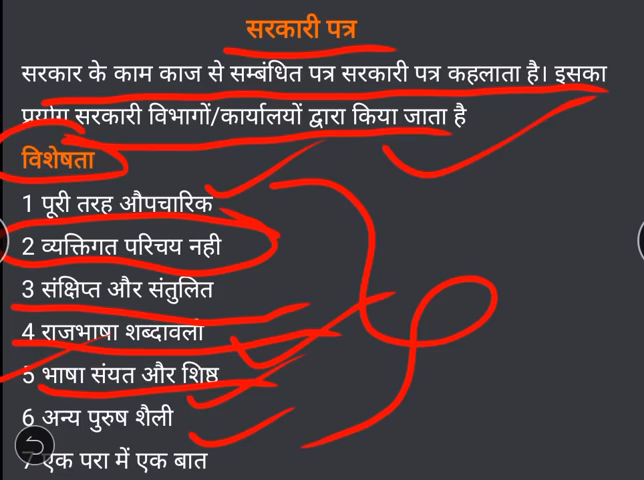 सरकारी पत्र
सरकार के काम काज से सम्बंधित पत्र सरकारी पत्र कहलाता है। इसका
प्रयोग सरकारी विभागों/कार्यालयों द्वारा किया जाता है
विशेषता
1 पूरी तरह औपचारिक
2 व्यक्तिगत परिचय नही
3 संक्षिप्त और संतुलित
4 राजभाषा शब्दावली
5 भाषा संयत और शिष्ठ
6 अन्य पुरुष शैली
7 एक परा में एक बात